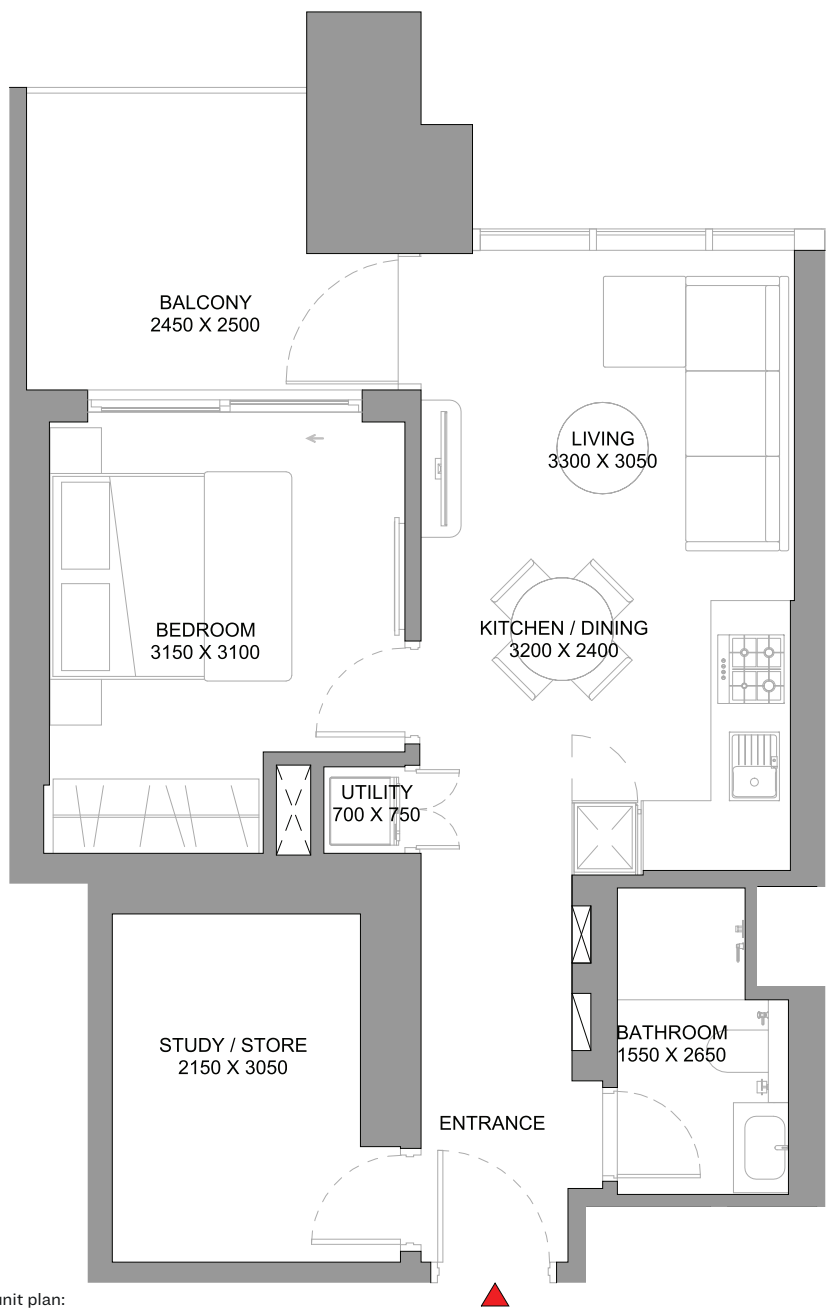 BALCONY
2450 X 2500
LIVING
3300 X 3050
BEDROOM
3150 X 3100
KITCHEN / DINING
3200 X 2400
UTILITY
700 X 750
STUDY / STORE
2150 X 3050
BATHROOM
1550 X 2650
ENTRANCE
unit plan: